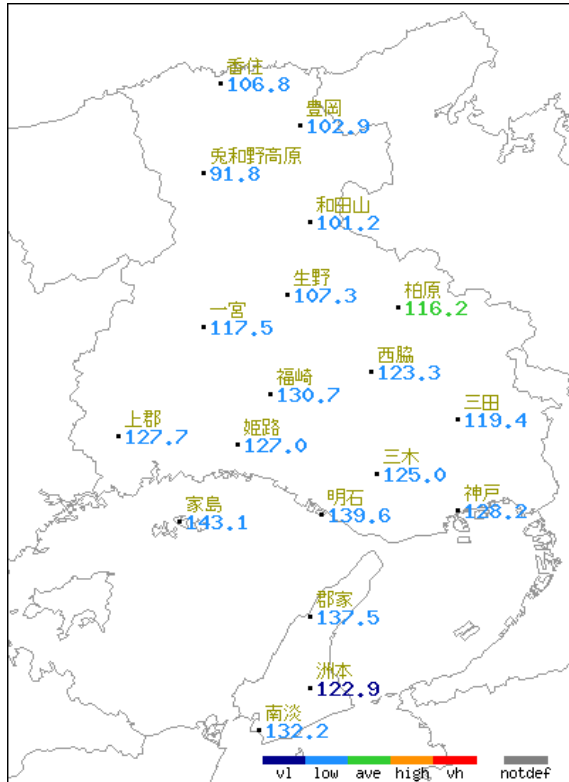 香住
106.8
豊岡
102.9
兎和野高原
91.8
和田山
101.2
生野
107.3
柏原
116.2
一宮
117.5
西脇
123.3
福崎
130.7
三田
119.4
上郡
127.7
姫路
127.0
三木
125.0
神戸
128.2
家島
143.1
明石
139.6
郡家
137.5
洲本
122.9
南淡
132.2
vl low ave high vh notdef